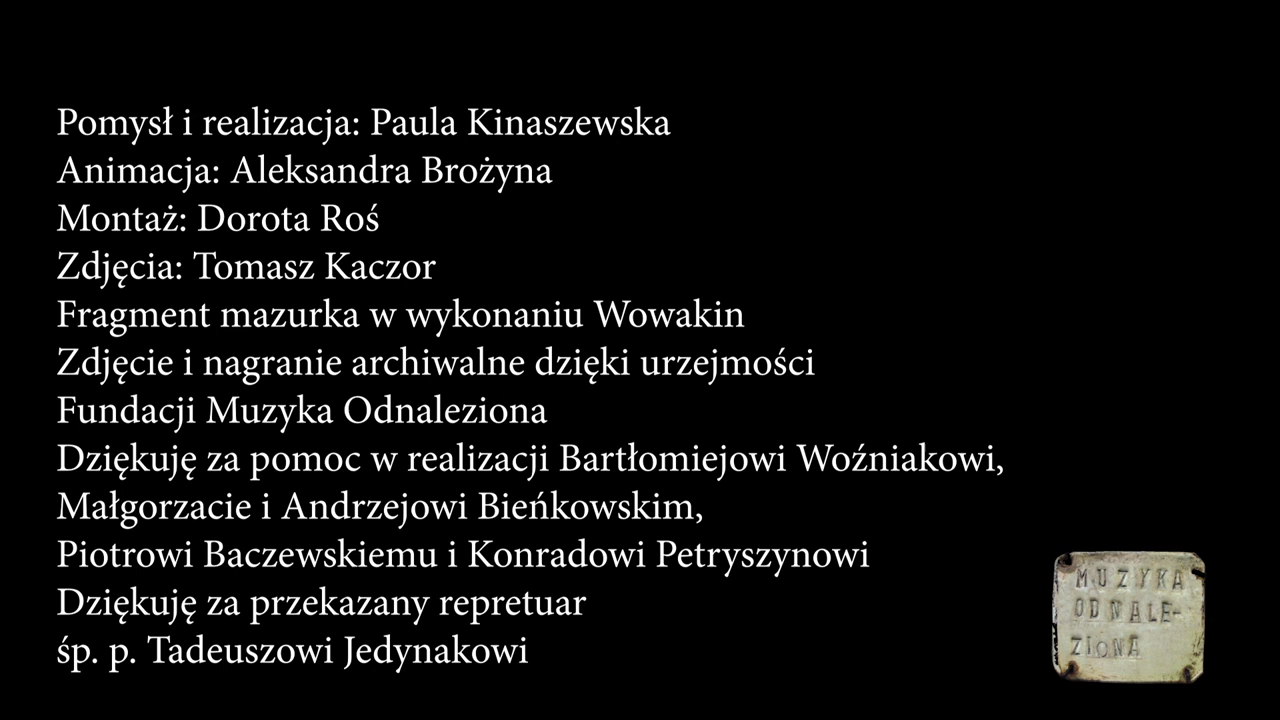 Pomysł i realizacja: Paula Kinaszewska
Animacja: Aleksandra Brożyna
Montaż: Dorota Roś
Zdjęcia: Tomasz Kaczor
Fragment mazurka w wykonaniu Wowakin
Zdjęcie i nagranie archiwalne dzięki urzejmości
Fundacji Muzyka Odnaleziona
Dziękuję za pomoc w realizacji Bartłomiejowi Woźniakowi,
Małgorzacie i Andrzejowi Bieńkowskim,
Piotrowi Baczewskiemu i Konradowi Petryszynowi
Dziękuję za przekazany repretuar
śp. p. Tadeuszowi Jedynakowi
MUZYKA
ODNALE-
ZIONA